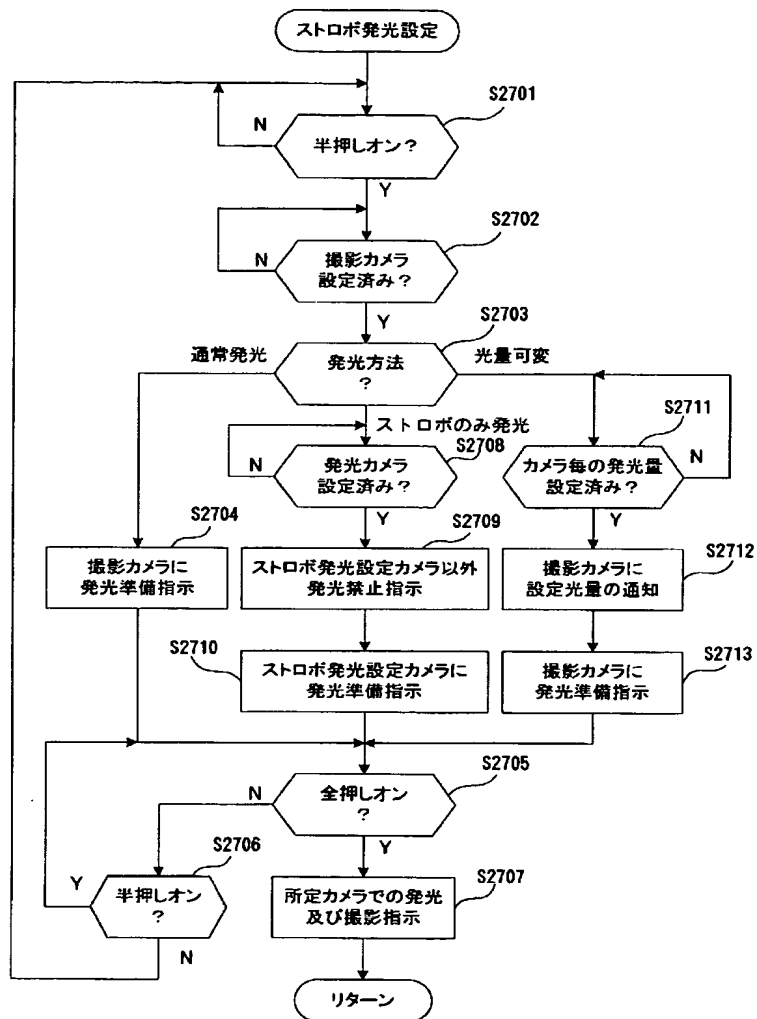 ストロボ発光設定
S2701
半押しオン？
N
Y
S2702
撮影カメラ
設定済み？
N
Y
S2703
通常発光
発光方法
？
光量可変
ストロボのみ発光
S2708
発光カメラ
設定済み？
N
Y
S2711
カメラ毎の発光量
設定済み？
N
Y
S2704
撮影カメラに
発光準備指示
S2709
ストロボ発光設定カメラ以外
発光禁止指示
S2712
撮影カメラに
設定光量の通知
S2710
ストロボ発光設定カメラに
発光準備指示
S2713
撮影カメラに
発光準備指示
S2705
全押しオン
？
N
Y
S2706
半押しオン
？
Y
N
S2707
所定カメラでの発光
及び撮影指示
リターン